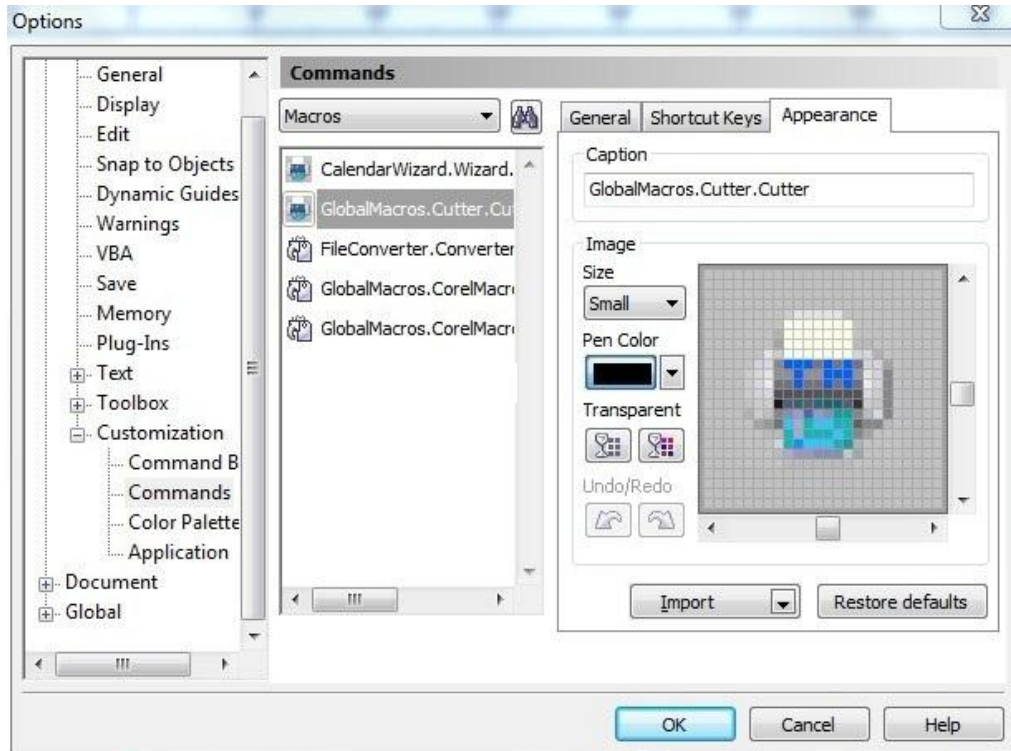 Options
General
Display
Edit
Snap to Objects
Dynamic Guides
Warnings
VBA
Save
Memory
Plug-Ins
Text
Toolbox
Customization
Command B
Commands
Color Palette
Application
Document
Global
Commands
Macros
CalendarWizard.Wizard.
GlobalMacros.Cutter.Cu
FileConverter.Converter
GlobalMacros.CorelMacr
GlobalMacros.CorelMacr
General
Shortcut Keys
Appearance
Caption
GlobalMacros.Cutter.Cutter
Image
Size
Small
Pen Color
Transparent
Undo/Redo
Import
Restore defaults
OK
Cancel
Help